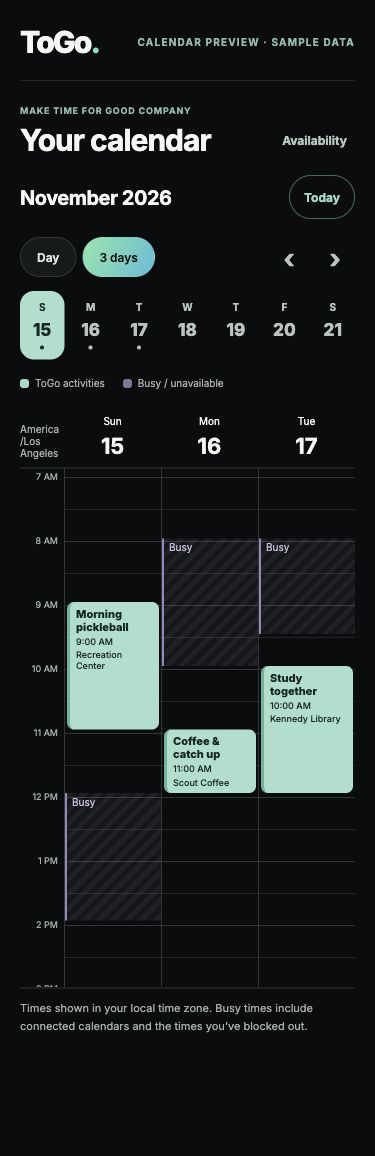 ToGo.
CALENDAR PREVIEW · SAMPLE DATA
MAKE TIME FOR GOOD COMPANY
Your calendar
Availability
November 2026
Today
Day
3 days
❮
❯
S M T W T F S
15 16 17 18 19 20 21
ToGo activities
Busy / unavailable
America
/Los
Angeles
Sun
15
Mon
16
Tue
17
7 AM
8 AM
Busy
Busy
9 AM
Morning
pickleball
9:00 AM
Recreation
Center
10 AM
Study
together
10:00 AM
Kennedy Library
11 AM
Coffee &
catch up
11:00 AM
Scout Coffee
12 PM
Busy
1 PM
2 PM
Times shown in your local time zone. Busy times include
connected calendars and the times you’ve blocked out.